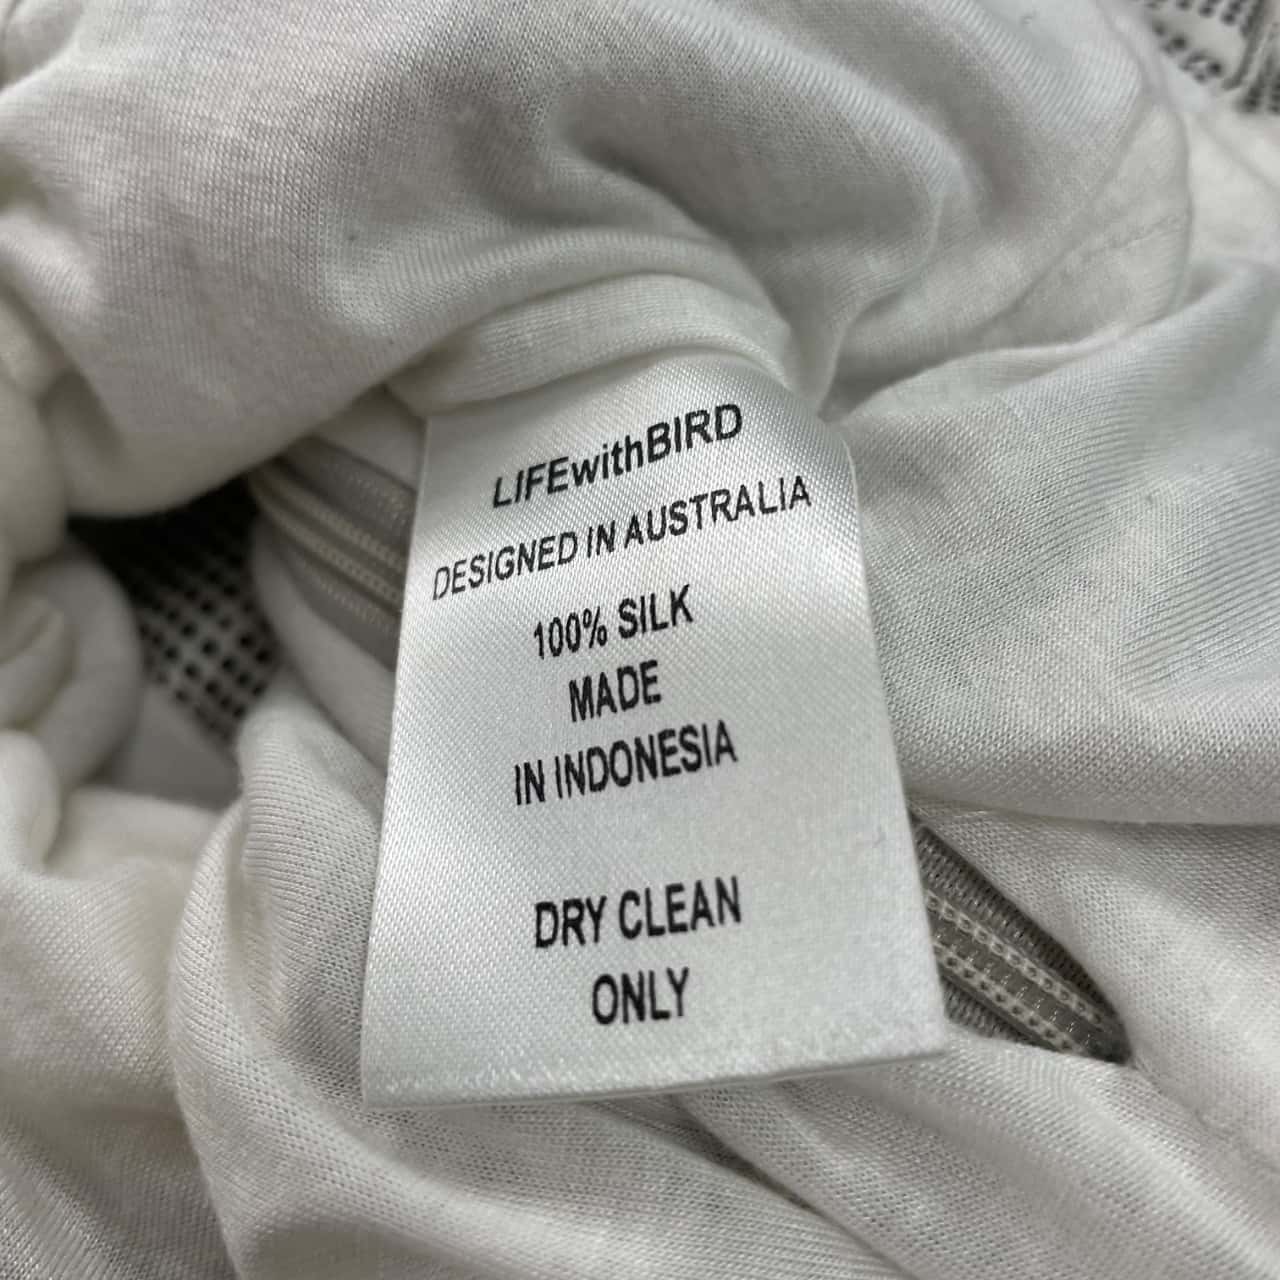 LIFEwithBIRD
DESIGNED IN AUSTRALIA
100% SILK
MADE
IN INDONESIA
DRY CLEAN
ONLY